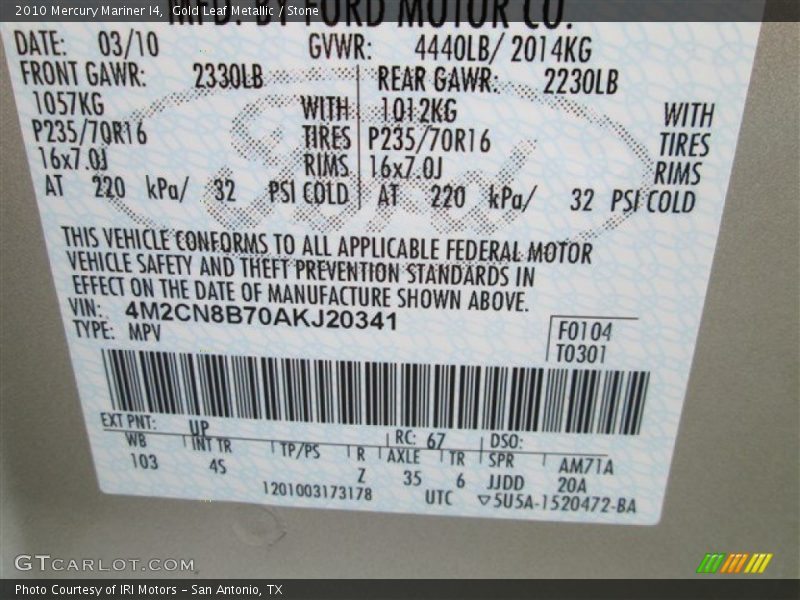 2010 Mercury Mariner I4, Gold Leaf Metallic / Stone
MFD. BY FORD MOTOR CO.
DATE: 03/10 GVWR: 4440LB/ 2014KG
FRONT GAWR: 2330LB REAR GAWR: 2230LB
1057KG WITH 1012KG WITH
P235/70R16 TIRES P235/70R16 TIRES
16x7.0J RIMS 16x7.0J RIMS
AT 220 kPa/ 32 PSI COLD AT 220 kPa/ 32 PSI COLD
Ford
THIS VEHICLE CONFORMS TO ALL APPLICABLE FEDERAL MOTOR
VEHICLE SAFETY AND THEFT PREVENTION STANDARDS IN
EFFECT ON THE DATE OF MANUFACTURE SHOWN ABOVE.
VIN: 4M2CN8B70AKJ20341
TYPE: MPV
F0104
T0301
EXT PNT: UP RC: 67 DSO:
WB INT TR TP/PS R AXLE TR SPR AM71A
103 4S Z 35 6 JJDD 20A
1201003173178 UTC ▽5U5A-1520472-BA
GTCARLOT.COM
Photo Courtesy of IRI Motors – San Antonio, TX